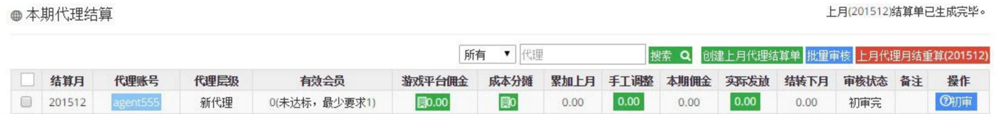 本期代理结算
上月(201512)结算单已生成完毕。
所有 代理 搜索 创建上月代理结算单 批里审核 上月代理月结重算(201512)
结算月 代理账号 代理层级 有效会员 游戏平台佣金 成本分摊 累加上月 手工调整 本期佣金 实际发放 结转下月 审核状态 备注 操作
201512 agent555 新代理 0(未达标，最少要求1) 0.00 0 0.00 0.00 0.00 0.00 0.00 初审完 初审